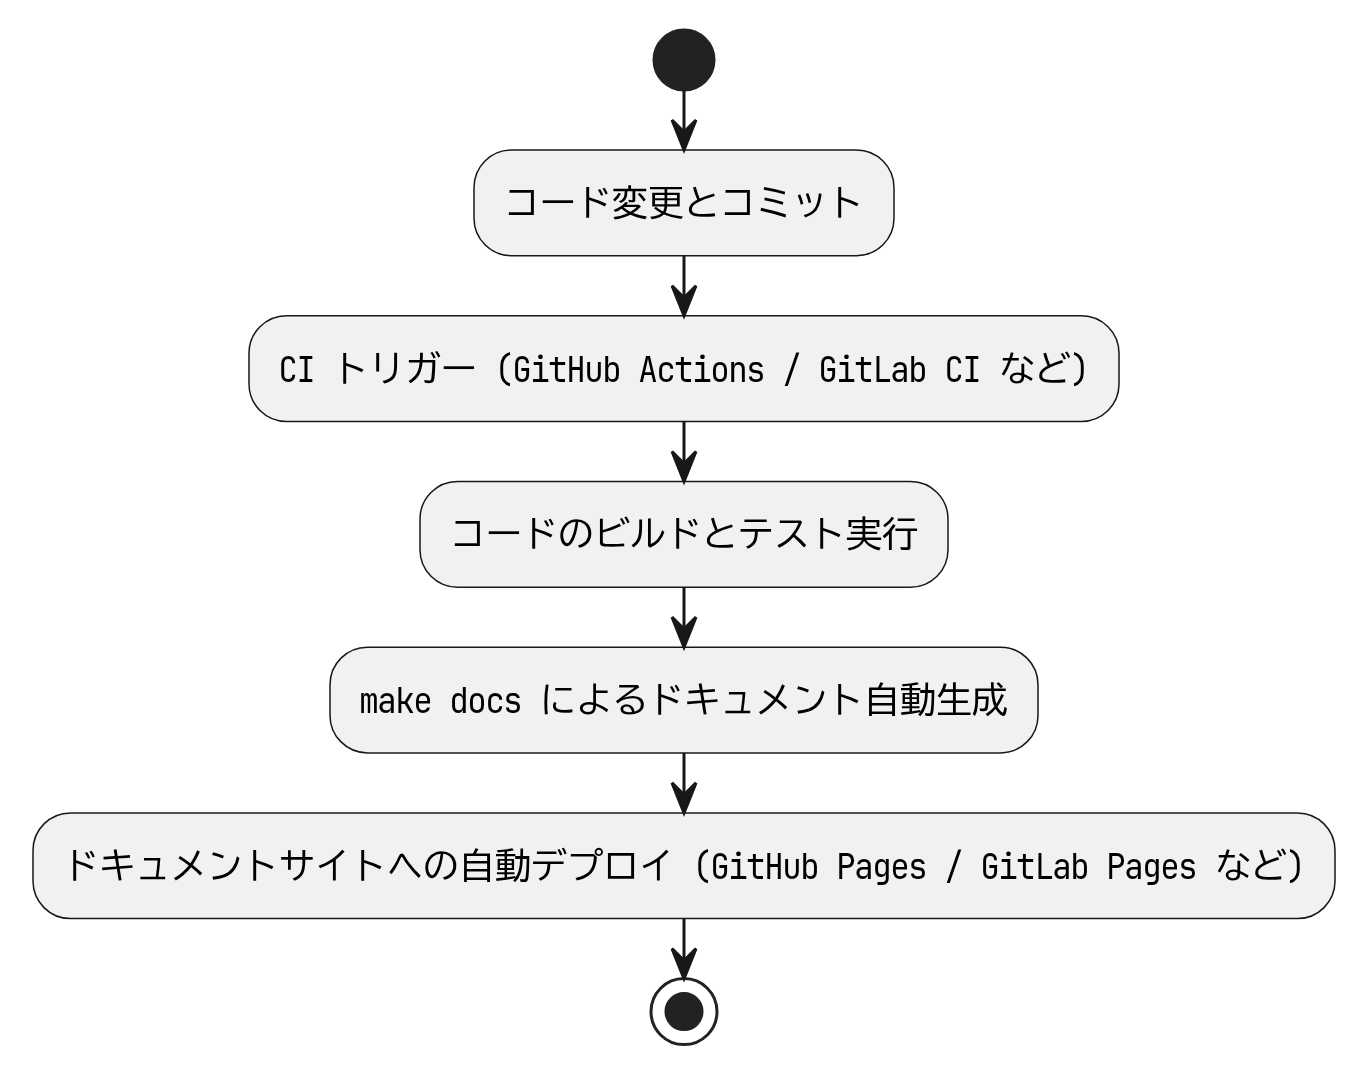 コード変更とコミット
CI トリガー (GitHub Actions / GitLab CI など)
コードのビルドとテスト実行
make docs によるドキュメント自動生成
ドキュメントサイトへの自動デプロイ (GitHub Pages / GitLab Pages など)